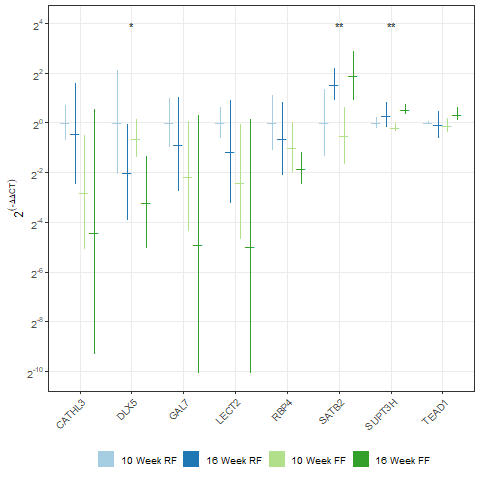 2^4
* ** **
2^2
2^0
2^-2
2^-4
2^-6
2^-8
2^-10
2^(-ΔΔCT)
CATHL3 DLX5 GAL7 LECT2 RBP4 SATB2 SUPT3H TEAD1
10 Week RF 16 Week RF 10 Week FF 16 Week FF